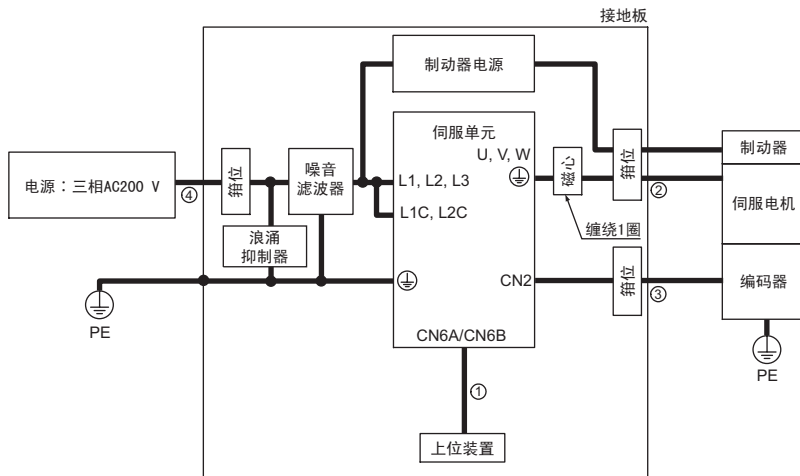 接地板
制动器电源
伺服单元
U, V, W
箝位
噪音
滤波器
磁心
箝位
制动器
电源：三相AC200 V
④
L1, L2, L3
②
伺服电机
L1C, L2C
缠绕1圈
浪涌
抑制器
CN2
箝位
③
编码器
PE
CN6A/CN6B
PE
①
上位装置